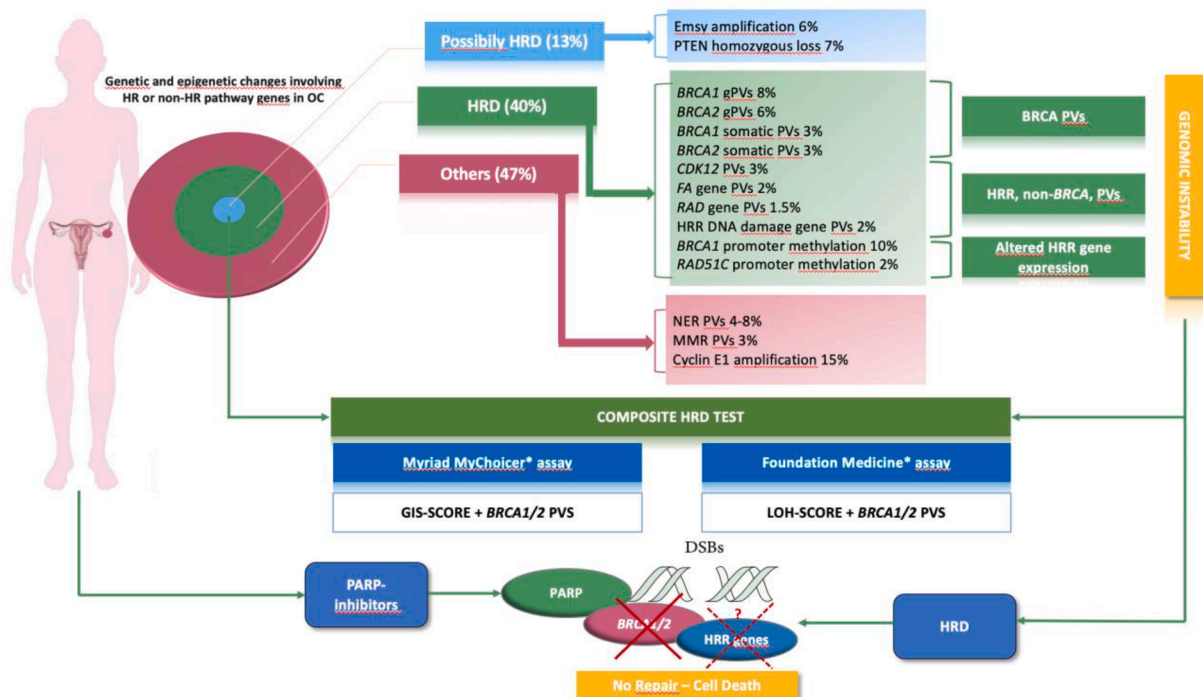 Genetic and epigenetic changes involving
HR or non-HR pathway genes in OC
Possibily HRD (13%)
HRD (40%)
Others (47%)
Emsy amplification 6%
PTEN homozygous loss 7%
BRCA1 gPVs 8%
BRCA2 gPVs 6%
BRCA1 somatic PVs 3%
BRCA2 somatic PVs 3%
CDK12 PVs 3%
FA gene PVs 2%
RAD gene PVs 1.5%
HRR DNA damage gene PVs 2%
BRCA1 promoter methylation 10%
RAD51C promoter methylation 2%
BRCA PVs
HRR, non-BRCA, PVs
Altered HRR gene
expression
GENOMIC INSTABILITY
NER PVs 4-8%
MMR PVs 3%
Cyclin E1 amplification 15%
COMPOSITE HRD TEST
Myriad MyChoicer* assay
Foundation Medicine* assay
GIS-SCORE + BRCA1/2 PVS
LOH-SCORE + BRCA1/2 PVS
DSBs
PARP-
inhibitors
PARP
BRCA1/2
?
HRR genes
HRD
No Repair – Cell Death